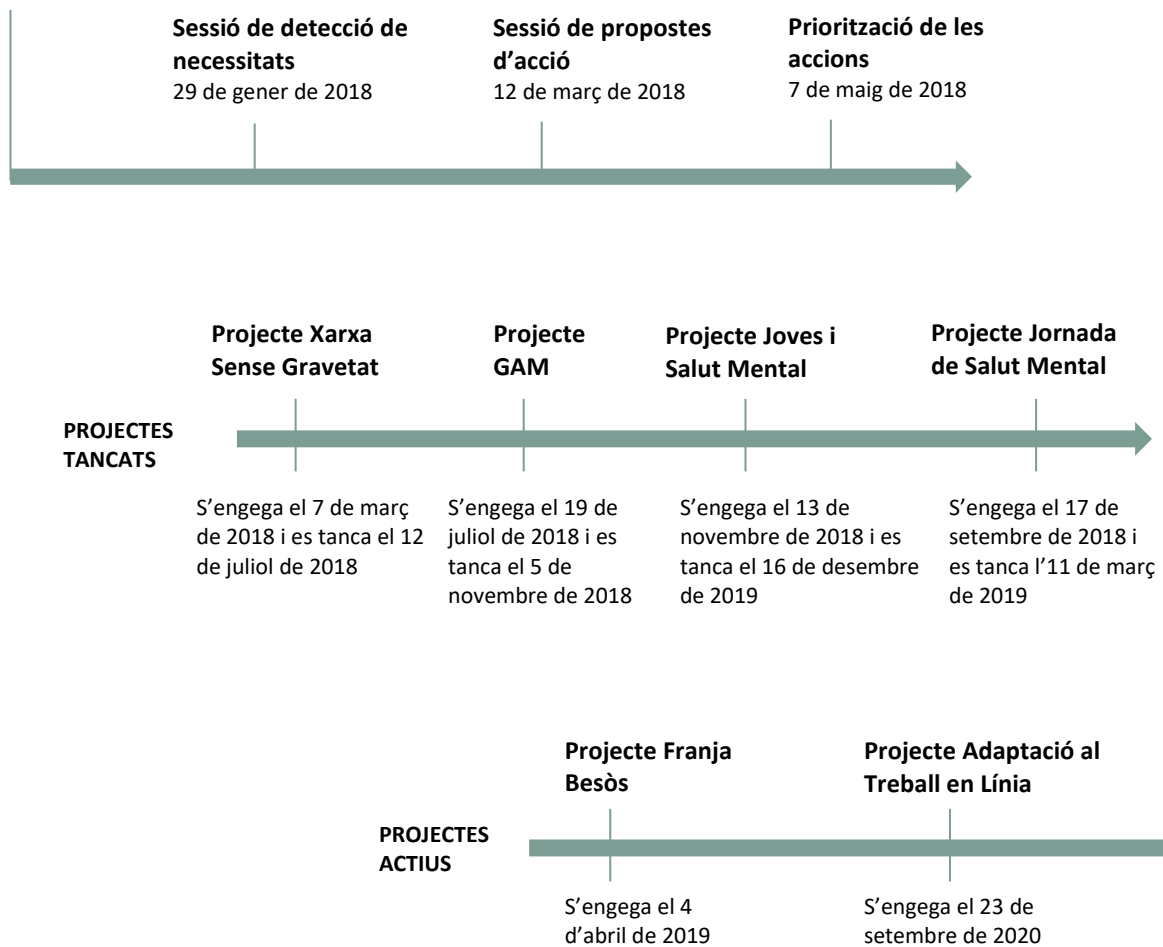 Sessió de detecció de
necessitats
29 de gener de 2018
Sessió de propostes
d’acció
12 de març de 2018
Priorització de les
accions
7 de maig de 2018
Projecte Xarxa
Sense Gravetat
Projecte
GAM
Projecte Joves i
Salut Mental
Projecte Jornada
de Salut Mental
PROJECTES
TANCATS
S’engega el 7 de març
de 2018 i es tanca el 12
de juliol de 2018
S’engega el 19 de
juliol de 2018 i es
tanca el 5 de
novembre de 2018
S’engega el 13 de
novembre de 2018 i es
tanca el 16 de desembre
de 2019
S’engega el 17 de
setembre de 2018 i
es tanca l’11 de març
de 2019
Projecte Franja
Besòs
Projecte Adaptació al
Treball en Línia
PROJECTES
ACTIUS
S’engega el 4
d’abril de 2019
S’engega el 23 de
setembre de 2020